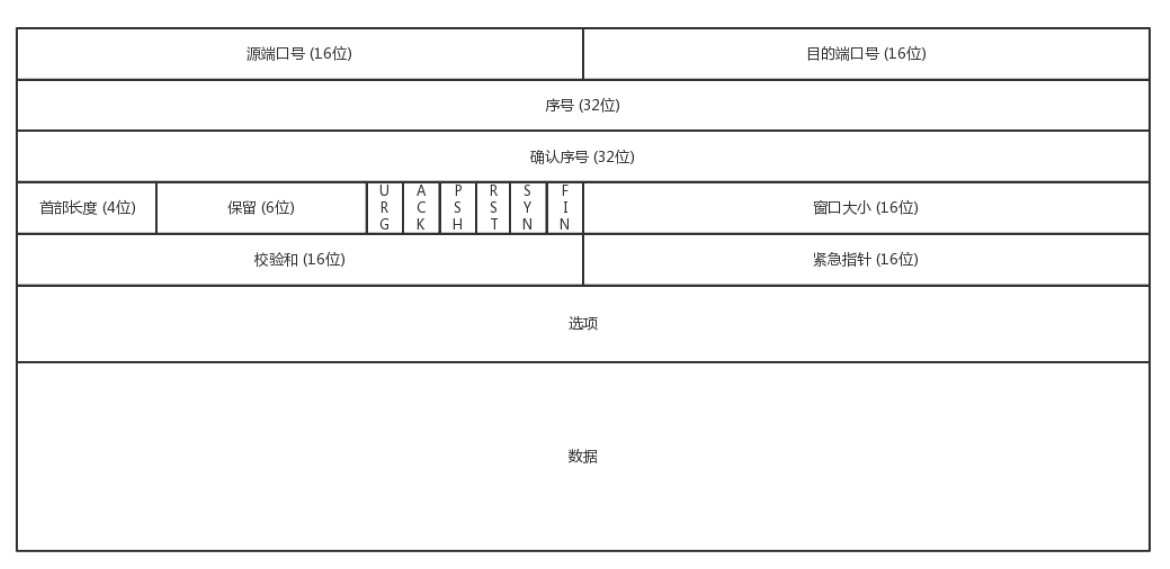 源端口号 (16位) 目的端口号 (16位)
序号 (32位)
确认序号 (32位)
首部长度 (4位) 保留 (6位) URG ACK PSH RST SYN FIN 窗口大小 (16位)
校验和 (16位) 紧急指针 (16位)
选项
数据